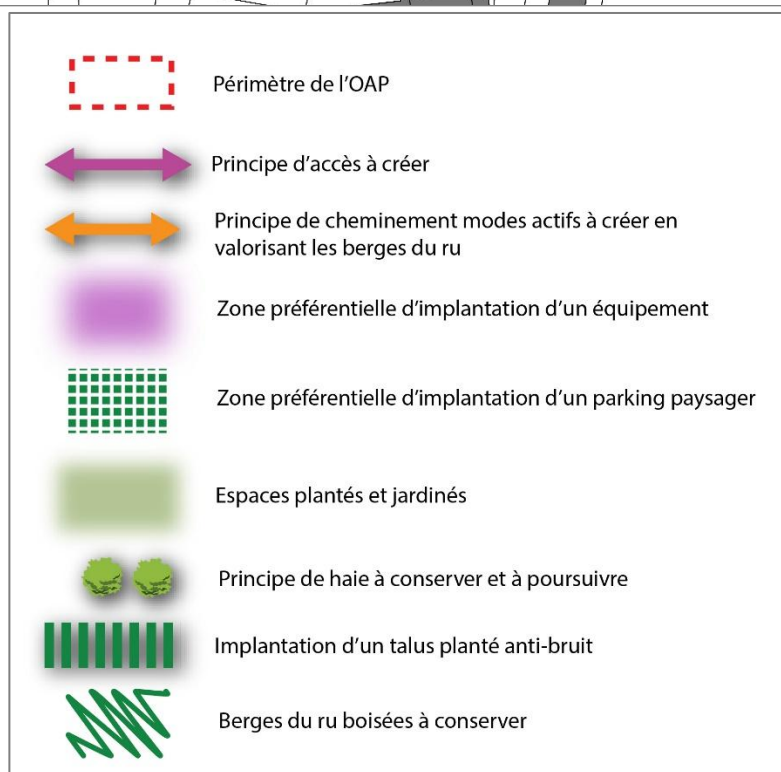 Périmètre de l'OAP
Principe d'accès à créer
Principe de cheminement modes actifs à créer en
valorisant les berges du ru
Zone préférentielle d'implantation d'un équipement
Zone préférentielle d'implantation d'un parking paysager
Espaces plantés et jardinés
Principe de haie à conserver et à poursuivre
Implantation d'un talus planté anti-bruit
Berges du ru boisées à conserver